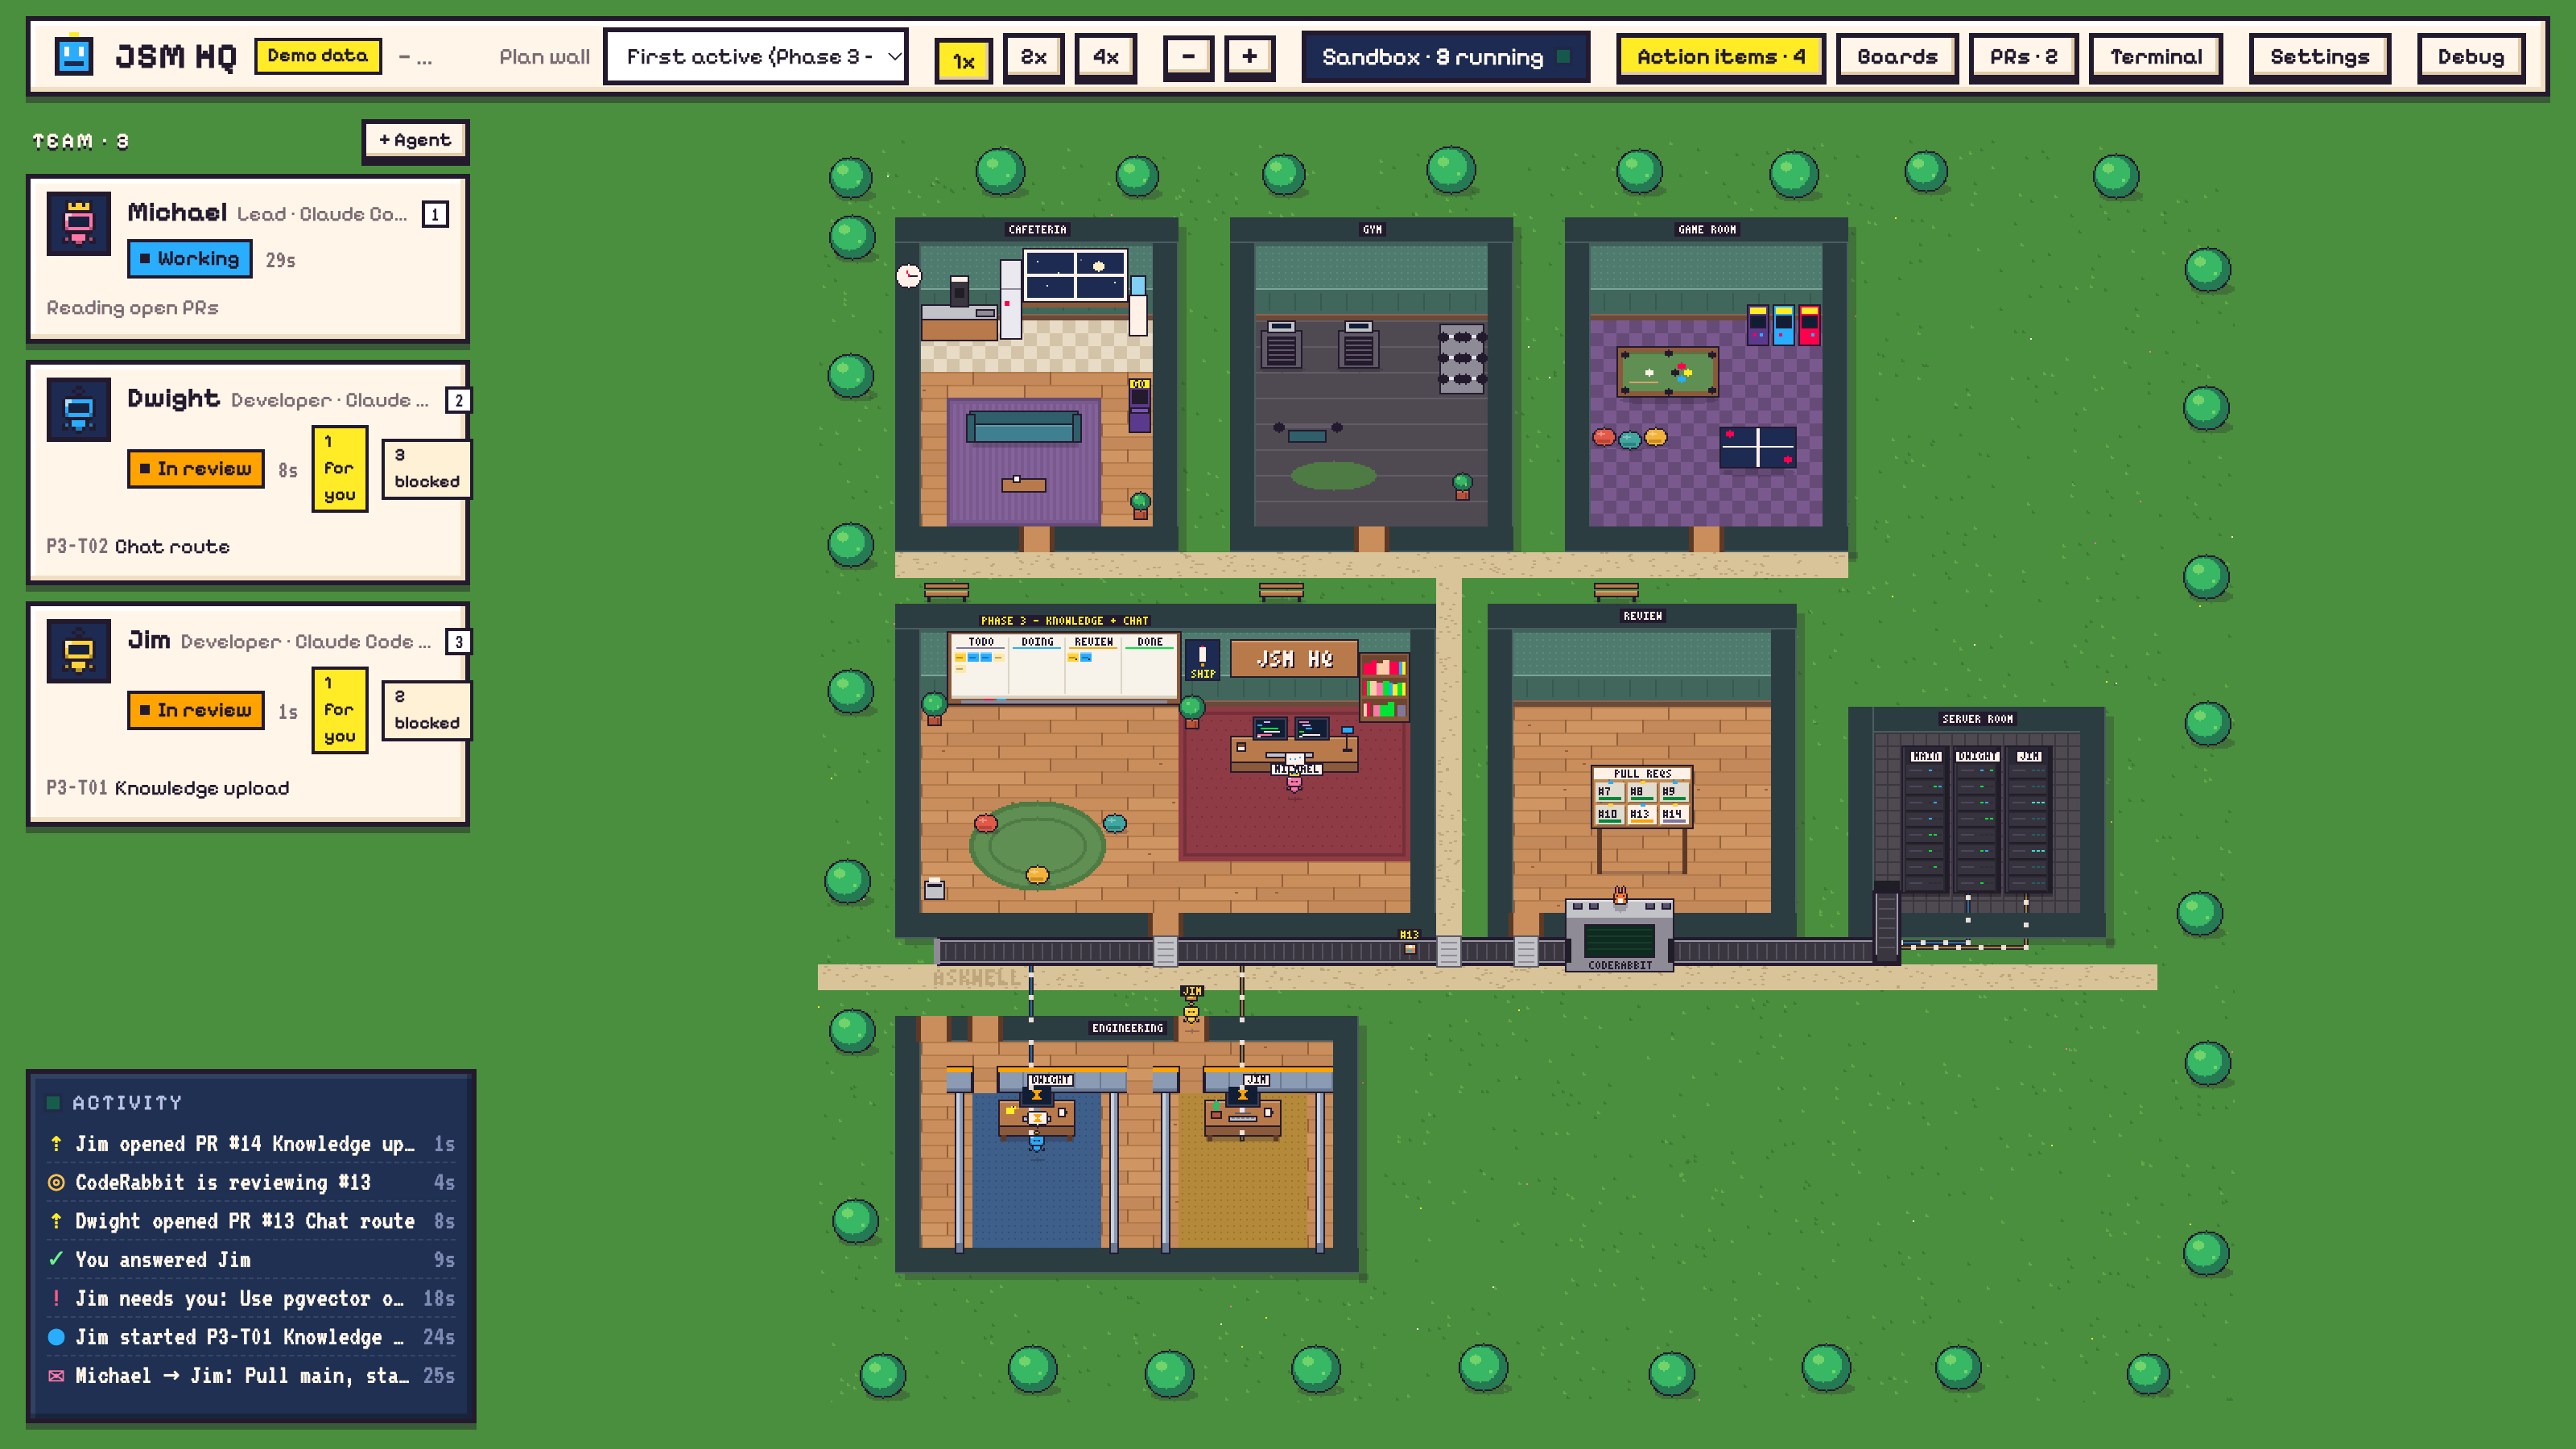 JSM HQ
Demo data
- ...
Plan wall
First active (Phase 3 -
1x
2x
4x
-
+
Sandbox · 3 running
Action items · 4
Boards
PRs · 2
Terminal
Settings
Debug
TEAM · 3
+ Agent
Michael Lead · Claude Co... 1
Working 29s
Reading open PRs
Dwight Developer · Claude ... 2
In review 8s 1 for you 3 blocked
P3-T02 Chat route
Jim Developer · Claude Code ... 3
In review 1s 1 for you 2 blocked
P3-T01 Knowledge upload
ACTIVITY
Jim opened PR #14 Knowledge up... 1s
CodeRabbit is reviewing #13 4s
Dwight opened PR #13 Chat route 8s
You answered Jim 9s
Jim needs you: Use pgvector o... 18s
Jim started P3-T01 Knowledge ... 24s
Michael → Jim: Pull main, sta... 25s
CAFETERIA
GYM
GAME ROOM
GO
PHASE 3 - KNOWLEDGE + CHAT
TODO DOING REVIEW DONE
SHIP
JSM HQ
MICHAEL
REVIEW
PULL REQS
#7 #8 #9
#10 #13 #14
SERVER ROOM
MAIN DWIGHT JIM
#13
CODERABBIT
ASKWELL
JIM
ENGINEERING
DWIGHT
JIM